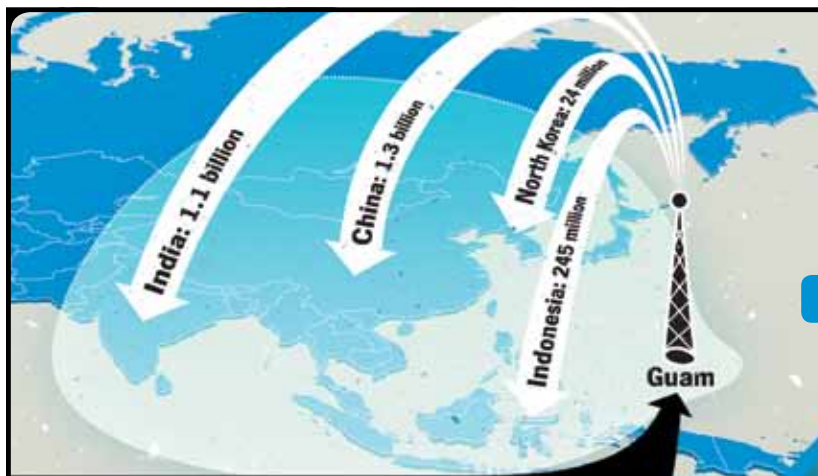 India: 1.1 billion
China: 1.3 billion
North Korea: 24 million
Indonesia: 245 million
Guam